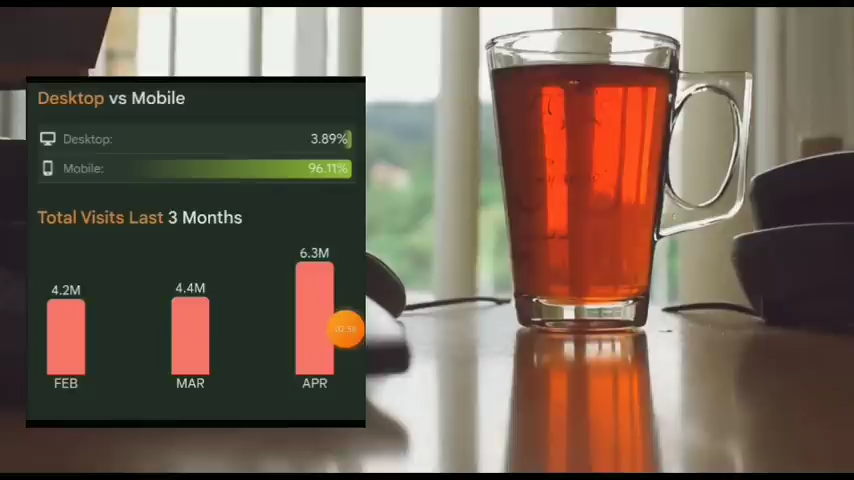 Desktop vs Mobile
Desktop: 3.89%
Mobile: 96.11%
Total Visits Last 3 Months
4.2M 4.4M 6.3M
FEB MAR APR